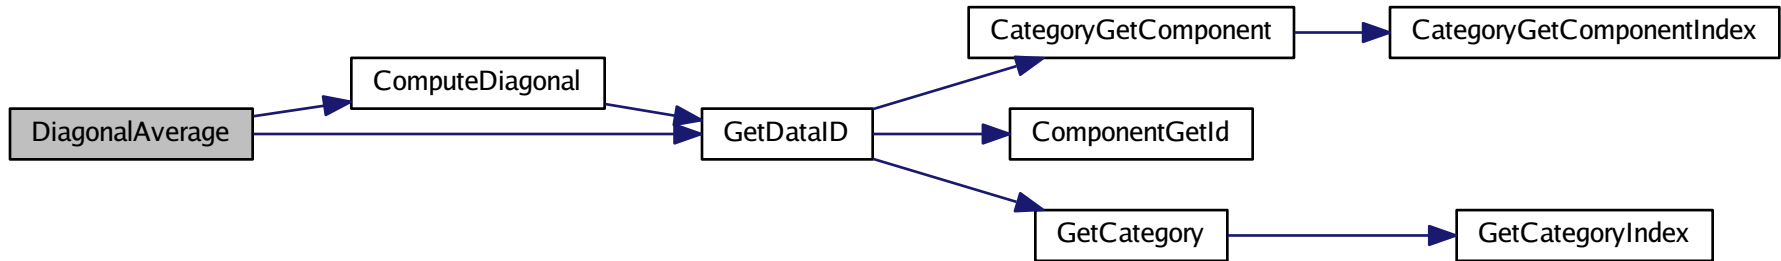 CategoryGetComponent
CategoryGetComponentIndex
ComputeDiagonal
DiagonalAverage
GetDataID
ComponentGetId
GetCategory
GetCategoryIndex